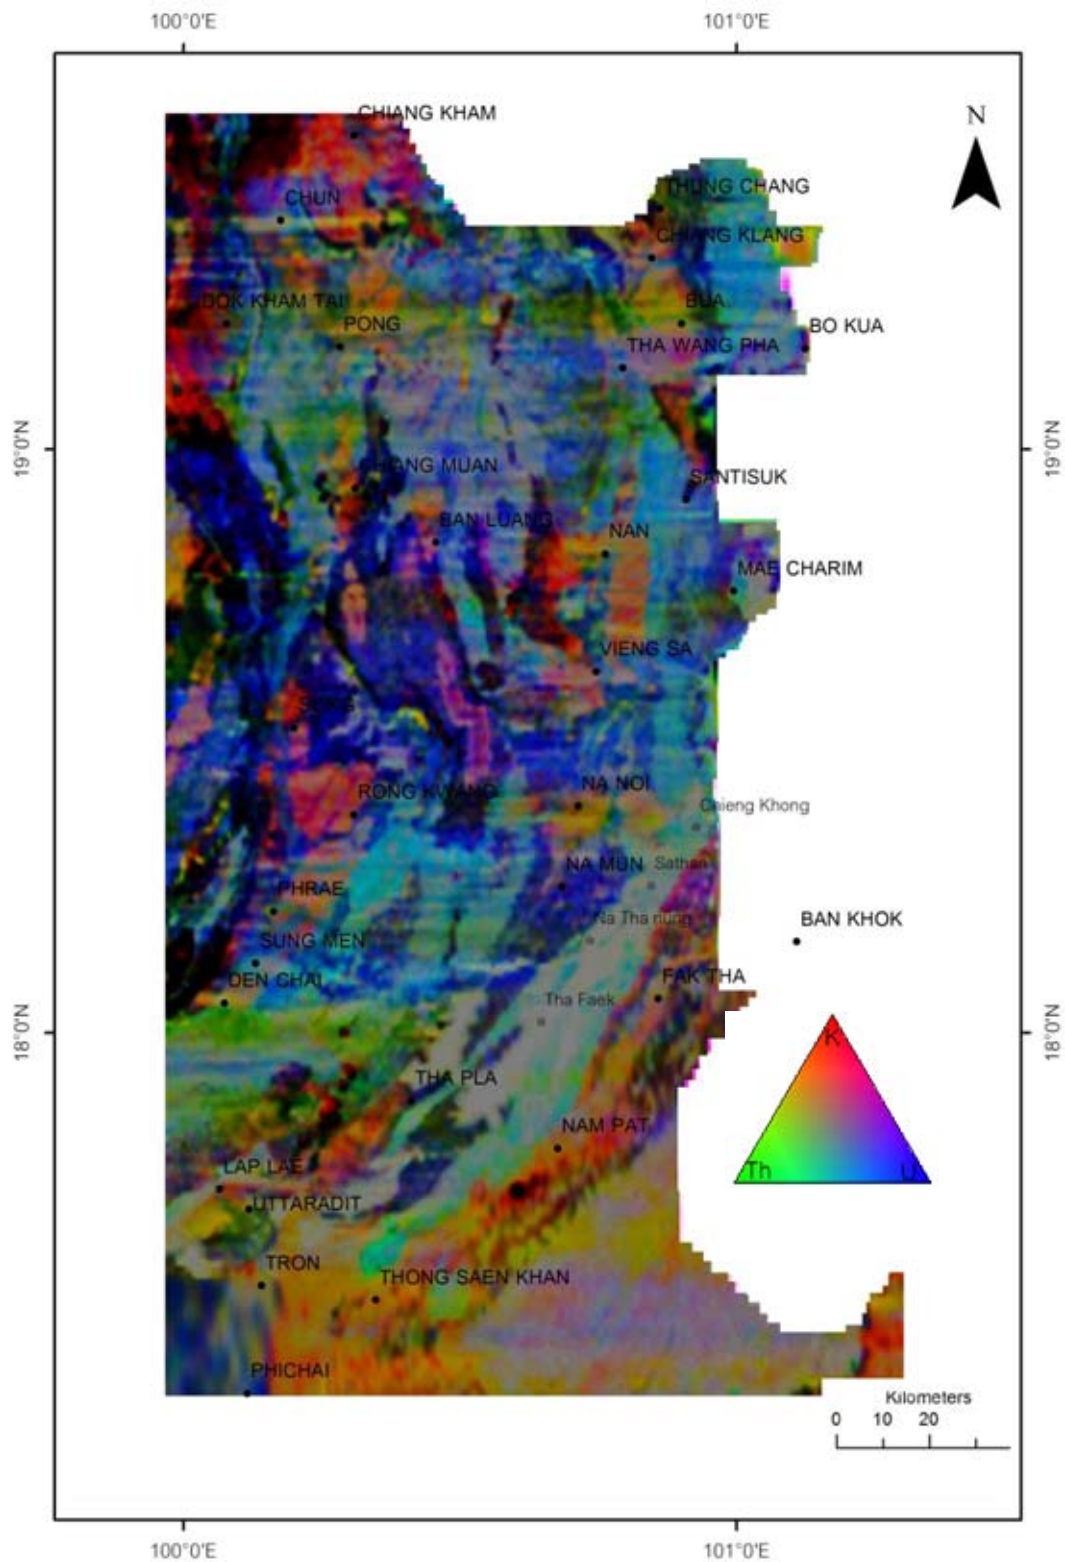 100°0'E
101°0'E
CHIANG KHAM
N
THUNG CHANG
CHUN
CHIANG KLANG
DOK KHAM TAI
BUA
PONG
BO KUA
THA WANG PHA
19°0'N
19°0'N
CHIANG MUAN
SANTISUK
BAN LUANG
NAN
MAE CHARIM
VIENG SA
NA NOI
RONG KWANG
Chieng Khong
NA MUN
Sathan
PHRAE
Na Tha nung
BAN KHOK
SUNG MEN
DEN CHAI
FAK THA
Tha Faek
18°0'N
18°0'N
K
THA PLA
NAM PAT
LAP LAE
Th
U
UTTARADIT
TRON
THONG SAEN KHAN
PHICHAI
Kilometers
0 10 20
100°0'E
101°0'E